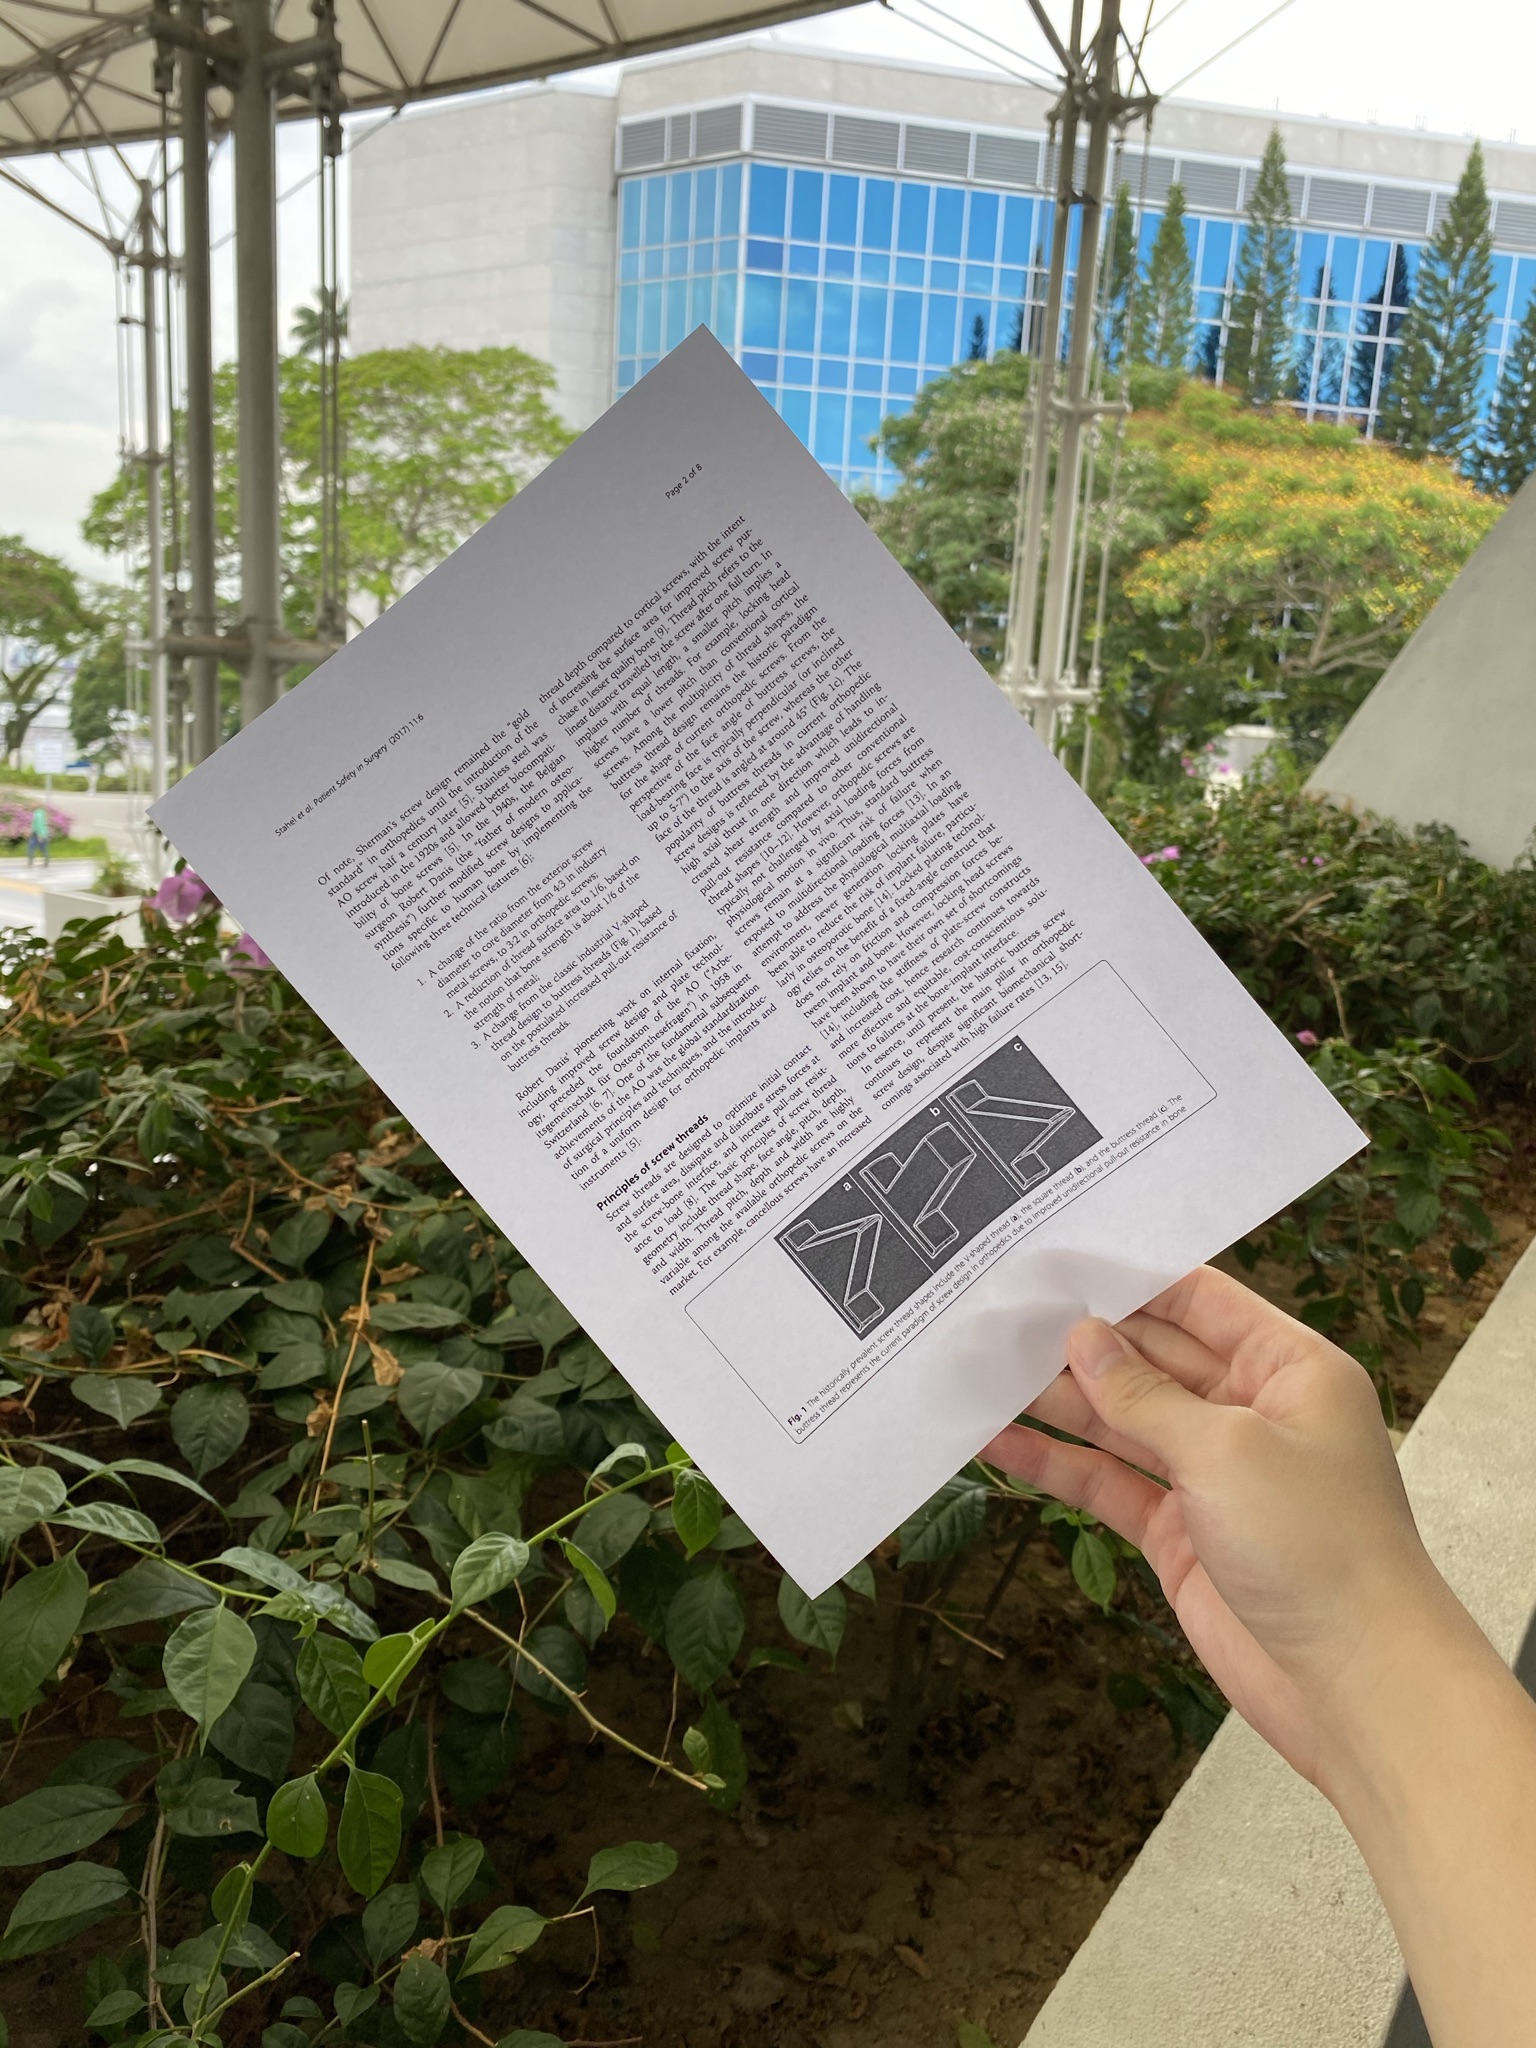 Stahel et al. Patient Safety in Surgery (2017) 11:6
Page 2 of 8
Of note, Sherman's screw design remained the "gold
standard" in orthopedics until the introduction of the
AO screw half a century later [5]. Stainless steel was
introduced in the 1920s and allowed better biocompati-
bility of bone screws [5]. In the 1940s, the Belgian
surgeon Robert Danis (the "father of modern osteo-
synthesis") further modified screw designs to applica-
tions specific to human bone by implementing the
following three technical features [6]:
1. A change of the ratio from the exterior screw
diameter to core diameter from 4:3 in industry
metal screws, to 3:2 in orthopedic screws;
2. A reduction of thread surface area to 1/6, based on
the notion that bone strength is about 1/6 of the
strength of metal;
3. A change from the classic industrial V-shaped
thread design to buttress threads (Fig. 1), based
on the postulated increased pull-out resistance of
buttress threads.
Robert Danis' pioneering work on internal fixation,
including improved screw design and plate technol-
ogy, preceded the foundation of the AO ("Arbe-
itsgemeinschaft für Osteosynthesefragen") in 1958 in
Switzerland [6, 7]. One of the fundamental subsequent
achievements of the AO was the global standardization
of surgical principles and techniques, and the introduc-
tion of a uniform design for orthopedic implants and
instruments [5].
Principles of screw threads
Screw threads are designed to optimize initial contact
and surface area, dissipate and distribute stress forces at
the screw-bone interface, and increase pull-out resist-
ance to load [8]. The basic principles of screw thread
geometry include thread shape, face angle, pitch, depth,
and width. Thread pitch, depth and width are highly
variable among the available orthopedic screws on the
market. For example, cancellous screws have an increased
thread depth compared to cortical screws, with the intent
of increasing the surface area for improved screw pur-
chase in lesser quality bone [9]. Thread pitch refers to the
linear distance travelled by the screw after one full turn. In
implants with equal length, a smaller pitch implies a
higher number of threads. For example, locking head
screws have a lower pitch than conventional cortical
screws. Among the multiplicity of thread shapes, the
buttress thread design remains the historic paradigm
for the shape of current orthopedic screws. From the
perspective of the face angle of buttress screws, the
load-bearing face is typically perpendicular (or inclined
up to 5-7°) to the axis of the screw, whereas the other
face of the thread is angled at around 45° (Fig. 1c). The
popularity of buttress threads in current orthopedic
screw designs is reflected by the advantage of handling
high axial thrust in one direction which leads to in-
creased shear strength and improved unidirectional
pull-out resistance compared to other conventional
thread shapes [10–12]. However orthopedic screws are
typically not challenged by axial loading forces from
physiological motion in vivo. Thus, standard buttress
screws remain at a significant risk of failure when
exposed to multidirectional loading forces [13]. In an
attempt to address the physiological multiaxial loading
environment, newer generation locking plates have
been able to reduce the risk of implant failure, particu-
larly in osteoporotic bone [14]. Locked plating technol-
ogy relies on the benefit of a fixed-angle construct that
does not rely on friction and compression forces be-
tween implant and bone. However, locking head screws
have been shown to have their own set of shortcomings
[14], including the stiffness of plate-screw constructs
and increased cost, hence research continues towards
more effective and equitable, cost-conscientious solu-
tions to failures at the bone-implant interface.
In essence, until present, the historic buttress screw
continues to represent the main pillar in orthopedic
screw design, despite significant biomechanical short-
comings associated with high failure rates [13, 15].
a
b
c
Fig. 1 The historically prevalent screw thread shapes include the V-shaped thread (a), the square thread (b), and the buttress thread (c). The
buttress thread represents the current paradigm of screw design in orthopedics due to improved unidirectional pull-out resistance in bone